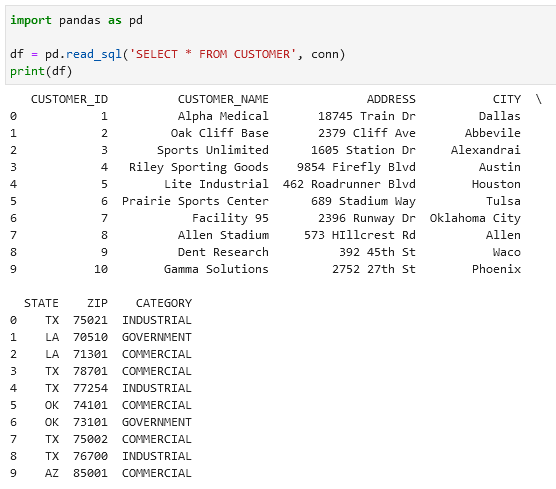 import pandas as pd
df = pd.read_sql('SELECT * FROM CUSTOMER', conn)
print(df)
CUSTOMER_ID CUSTOMER_NAME ADDRESS CITY \
0 1 Alpha Medical 18745 Train Dr Dallas
1 2 Oak Cliff Base 2379 Cliff Ave Abbevile
2 3 Sports Unlimited 1605 Station Dr Alexandrai
3 4 Riley Sporting Goods 9854 Firefly Blvd Austin
4 5 Lite Industrial 462 Roadrunner Blvd Houston
5 6 Prairie Sports Center 689 Stadium Way Tulsa
6 7 Facility 95 2396 Runway Dr Oklahoma City
7 8 Allen Stadium 573 HIllcrest Rd Allen
8 9 Dent Research 392 45th St Waco
9 10 Gamma Solutions 2752 27th St Phoenix
STATE ZIP CATEGORY
0 TX 75021 INDUSTRIAL
1 LA 70510 GOVERNMENT
2 LA 71301 COMMERCIAL
3 TX 78701 COMMERCIAL
4 TX 77254 INDUSTRIAL
5 OK 74101 COMMERCIAL
6 OK 73101 GOVERNMENT
7 TX 75002 COMMERCIAL
8 TX 76700 INDUSTRIAL
9 AZ 85001 COMMERCIAL